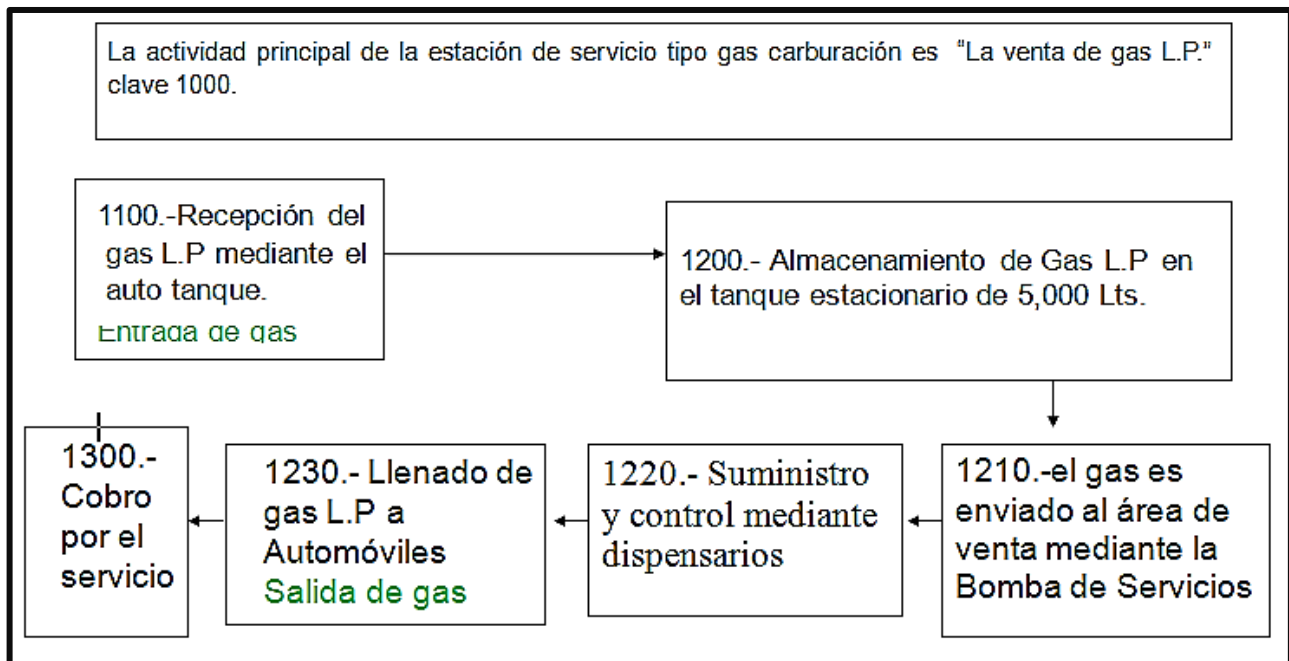 La actividad principal de la estación de servicio tipo gas carburación es "La venta de gas L.P."
clave 1000.
1100.-Recepción del
gas L.P mediante el
auto tanque.
Entrada de gas
1200.- Almacenamiento de Gas L.P en
el tanque estacionario de 5,000 Lts.
1210.-el gas es
enviado al área de
venta mediante la
Bomba de Servicios
1220.- Suministro
y control mediante
dispensarios
1230.- Llenado de
gas L.P a
Automóviles
Salida de gas
1300.-
Cobro
por el
servicio